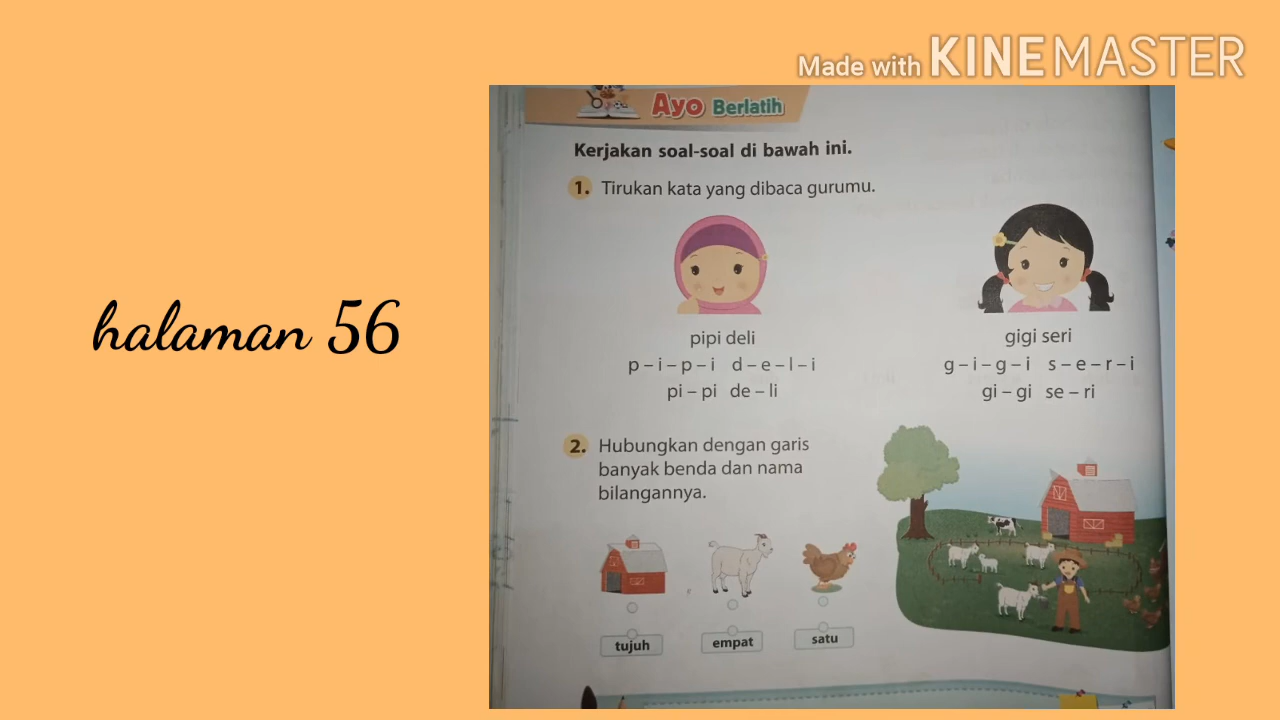 Made with KINEMASTER
halaman 56
Ayo Berlatih
Kerjakan soal-soal di bawah ini.
1. Tirukan kata yang dibaca gurumu.
pipi deli
p – i – p – i d – e – l – i
pi – pi de – li
gigi seri
g – i – g – i s – e – r – i
gi – gi se – ri
2. Hubungkan dengan garis
banyak benda dan nama
bilangannya.
tujuh
empat
satu